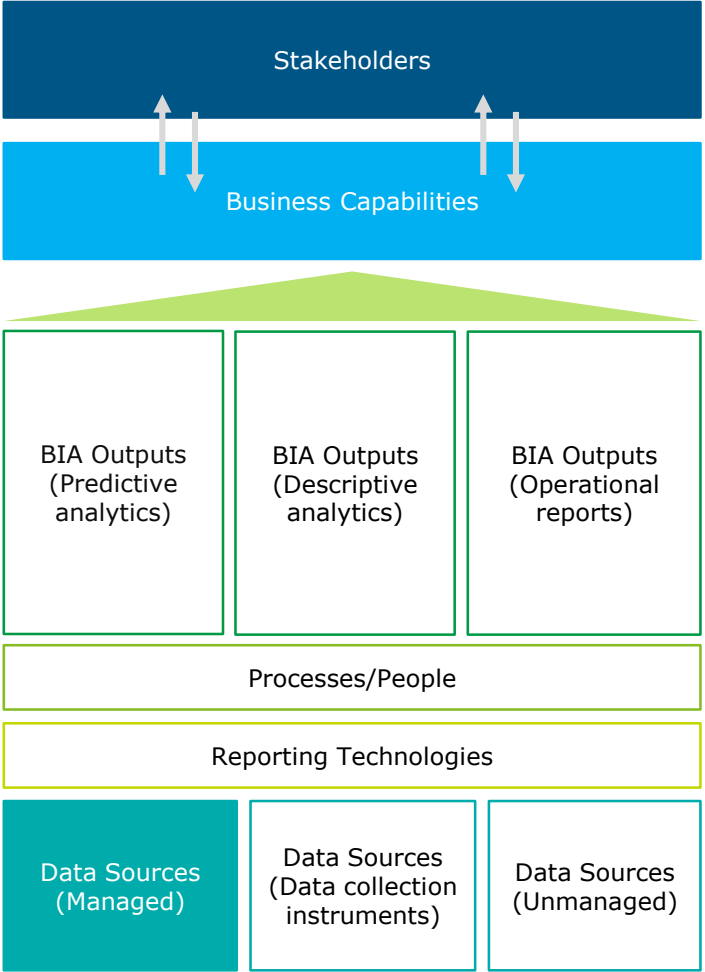 Stakeholders
Business Capabilities
BIA Outputs
(Predictive
analytics)
BIA Outputs
(Descriptive
analytics)
BIA Outputs
(Operational
reports)
Processes/People
Reporting Technologies
Data Sources
(Managed)
Data Sources
(Data collection
instruments)
Data Sources
(Unmanaged)